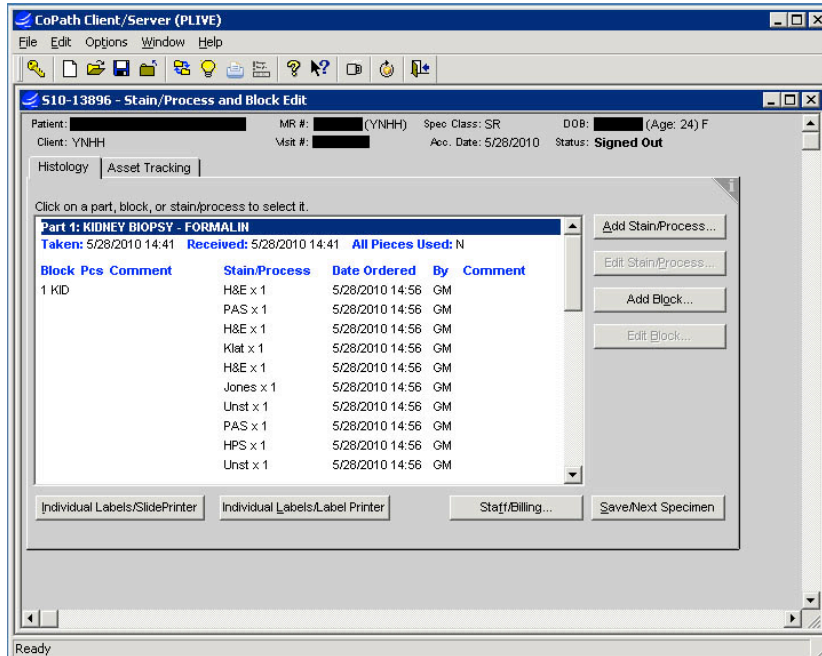 CoPath Client/Server (PLIVE)
File Edit Options Window Help
S10-13896 - Stain/Process and Block Edit
Patient: MR #: (YNHH) Spec Class: SR DOB: (Age: 24) F
Client: YNHH Visit #: Acc. Date: 5/28/2010 Status: Signed Out
Histology Asset Tracking
Click on a part, block, or stain/process to select it.
Part 1: KIDNEY BIOPSY - FORMALIN
Taken: 5/28/2010 14:41 Received: 5/28/2010 14:41 All Pieces Used: N
Block Pcs Comment Stain/Process Date Ordered By Comment
1 KID H&E x 1 5/28/2010 14:56 GM
PAS x 1 5/28/2010 14:56 GM
H&E x 1 5/28/2010 14:56 GM
Klat x 1 5/28/2010 14:56 GM
H&E x 1 5/28/2010 14:56 GM
Jones x 1 5/28/2010 14:56 GM
Unst x 1 5/28/2010 14:56 GM
PAS x 1 5/28/2010 14:56 GM
HPS x 1 5/28/2010 14:56 GM
Unst x 1 5/28/2010 14:56 GM
Add Stain/Process...
Edit Stain/Process...
Add Block...
Edit Block...
Individual Labels/SlidePrinter Individual Labels/Label Printer Staff/Billing... Save/Next Specimen
Ready